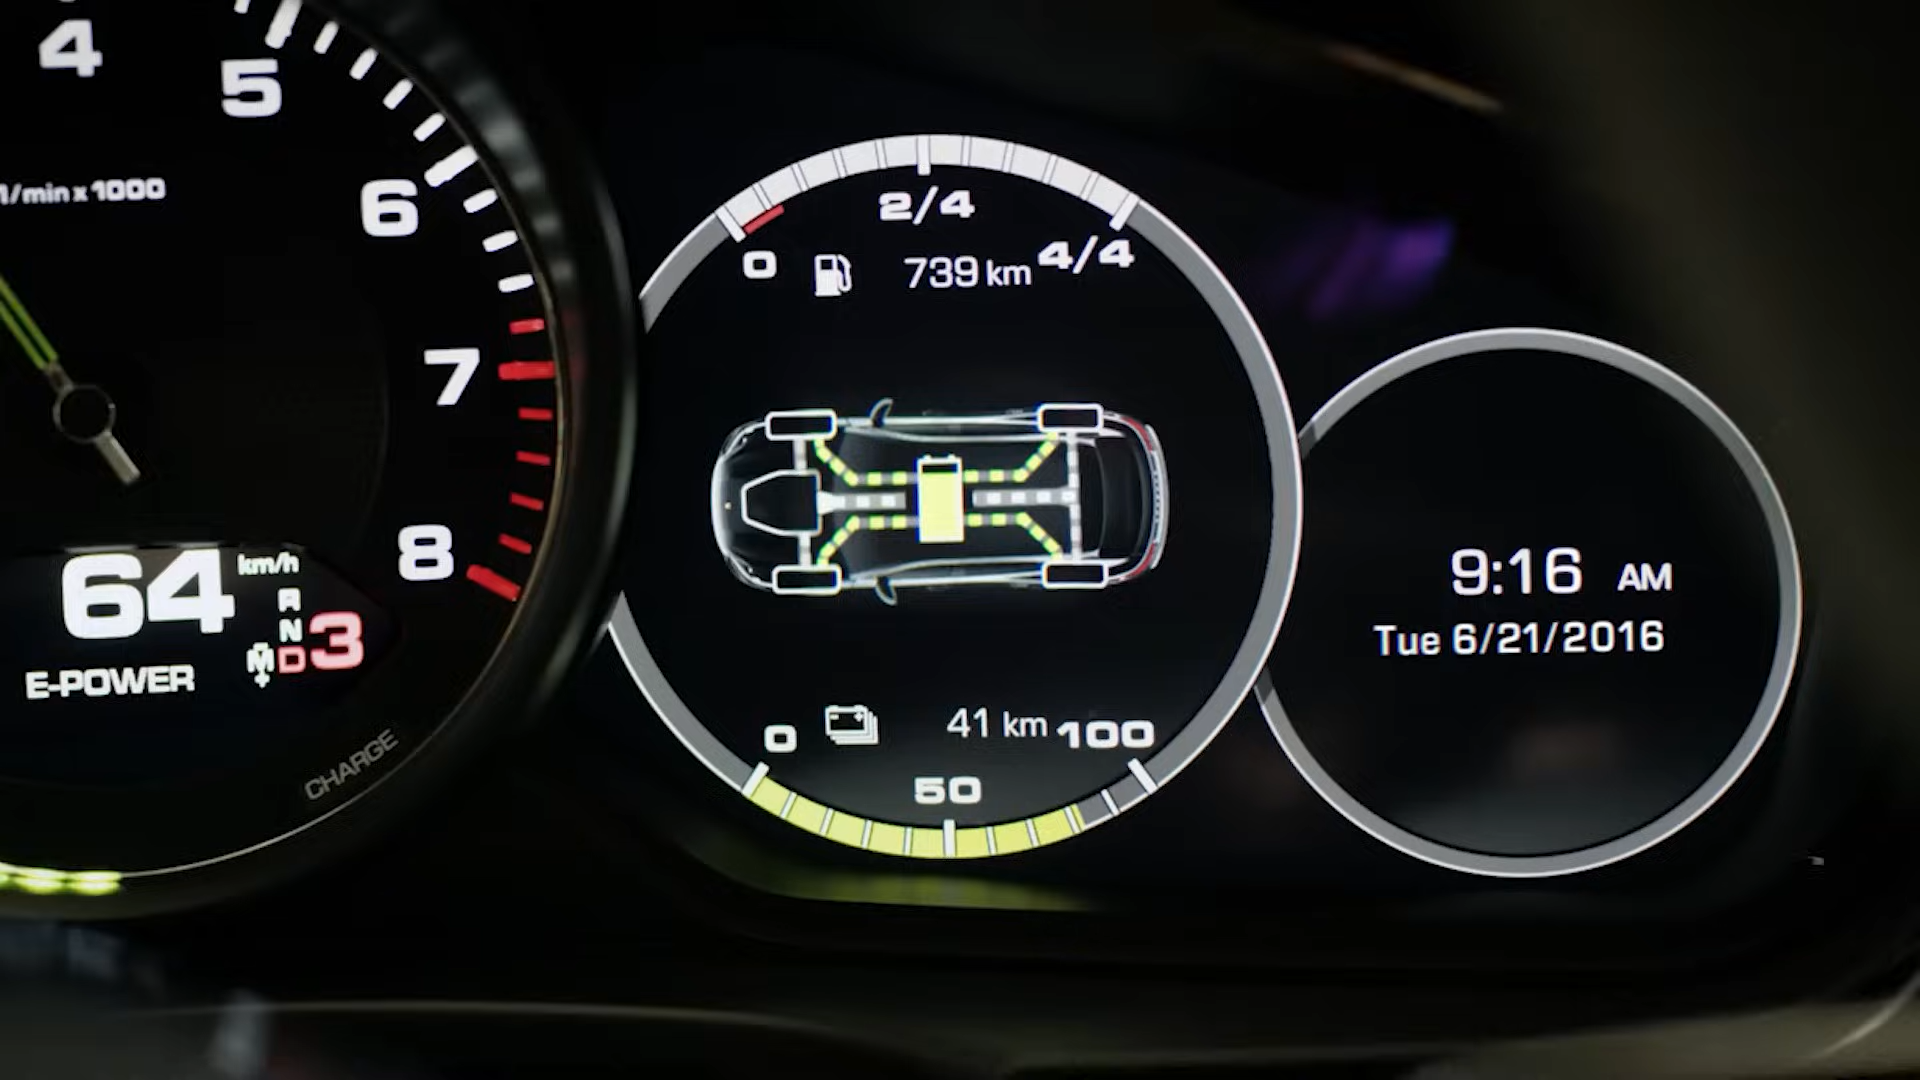 4
5
1/min x 1000
6
7
8
64 km/h
R
N
M D 3
E-POWER
CHARGE
2/4
0 739 km 4/4
0 41 km 100
50
9:16 AM
Tue 6/21/2016